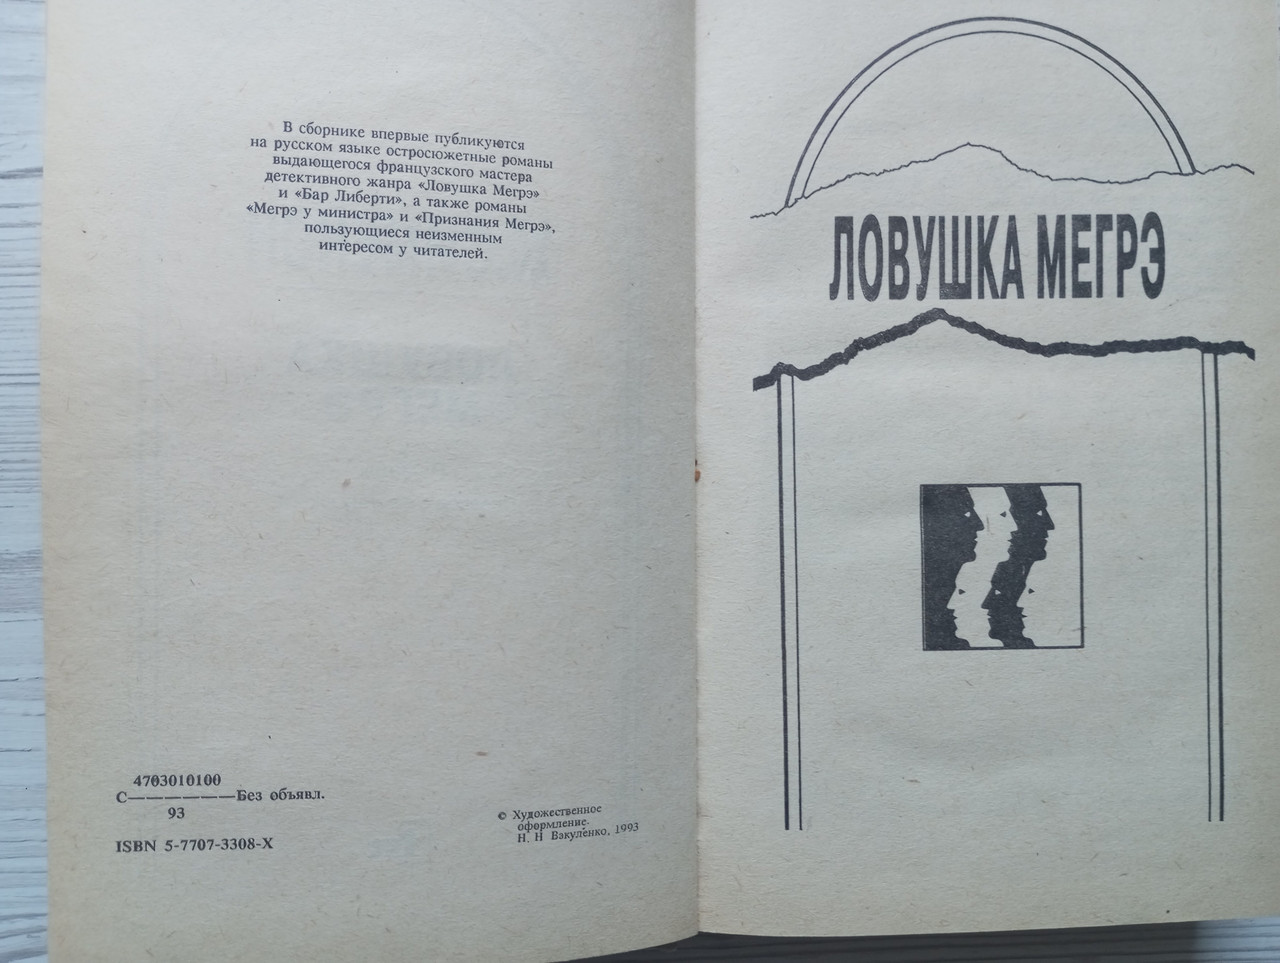 В сборнике впервые публикуются
на русском языке остросюжетные романы
выдающегося французского мастера
детективного жанра «Ловушка Мегрэ»
и «Бар Либерти», а также романы
«Мегрэ у министра» и «Признания Мегрэ»,
пользующиеся неизменным
интересом у читателей.
4703010100
С——————Без объявл.
93
ISBN 5-7707-3308-X
© Художественное
оформление.
Н. Н Вакуленко, 1993
ЛОВУШКА МЕГРЭ